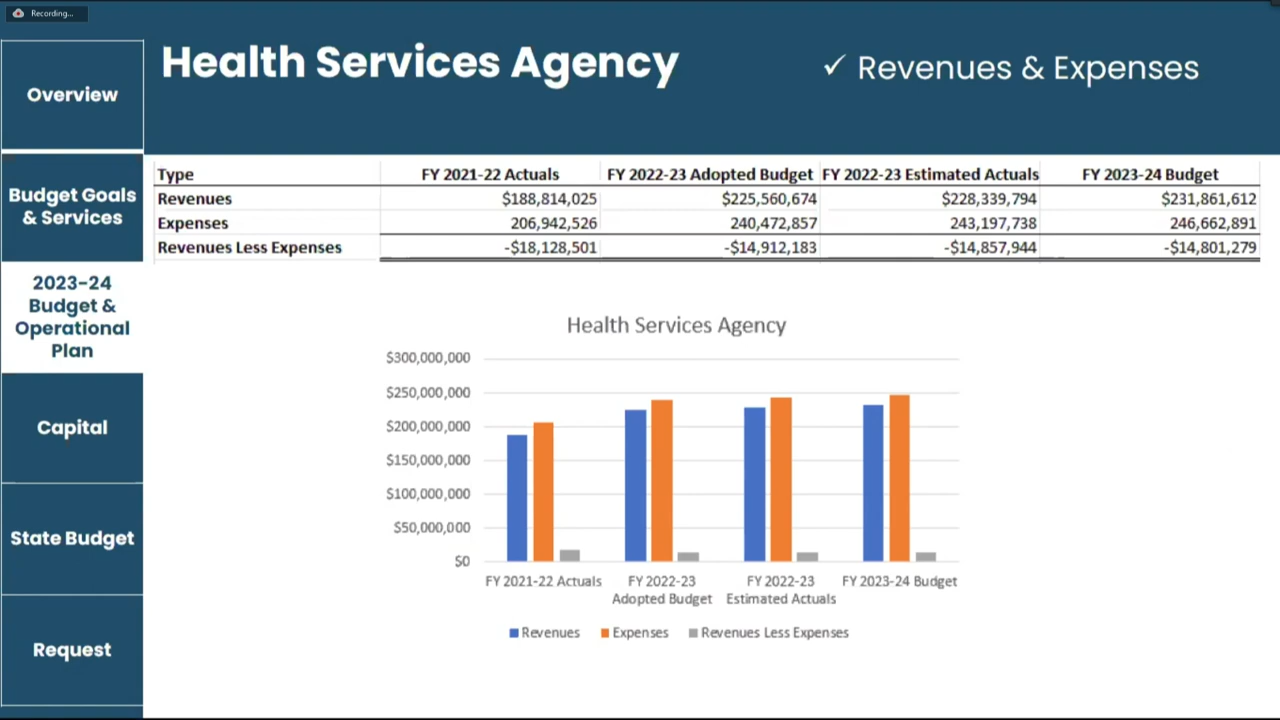 Recording...
Health Services Agency
✓ Revenues & Expenses
Overview
Budget Goals
& Services
2023-24
Budget &
Operational
Plan
Capital
State Budget
Request
Type FY 2021-22 Actuals FY 2022-23 Adopted Budget FY 2022-23 Estimated Actuals FY 2023-24 Budget
Revenues $188,814,025 $225,560,674 $228,339,794 $231,861,612
Expenses 206,942,526 240,472,857 243,197,738 246,662,891
Revenues Less Expenses -$18,128,501 -$14,912,183 -$14,857,944 -$14,801,279
Health Services Agency
$300,000,000
$250,000,000
$200,000,000
$150,000,000
$100,000,000
$50,000,000
$0
FY 2021-22 Actuals
FY 2022-23
Adopted Budget
FY 2022-23
Estimated Actuals
FY 2023-24 Budget
Revenues Expenses Revenues Less Expenses